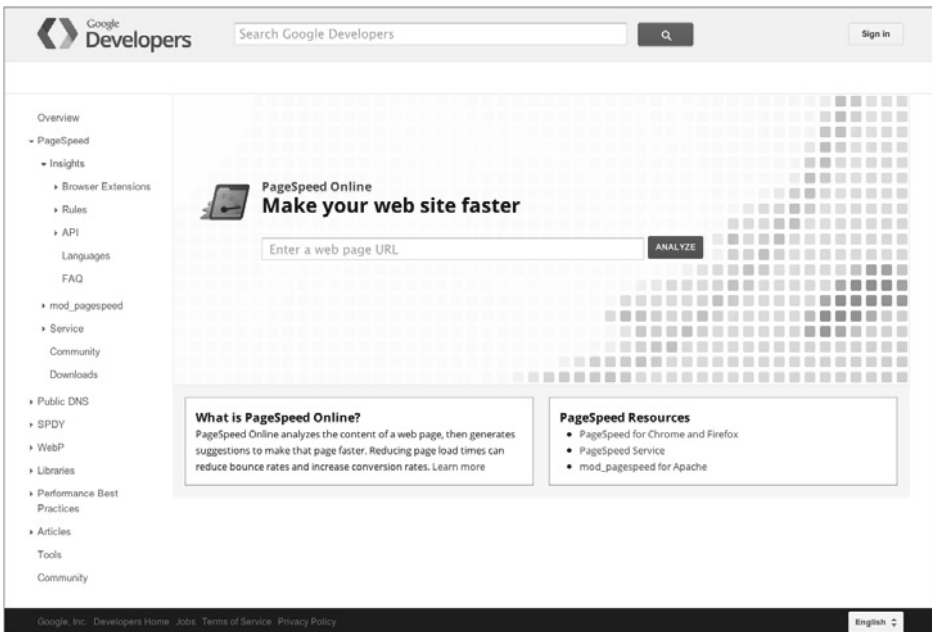 Google
Developers
Search Google Developers
Sign in
Overview
PageSpeed
Insights
Browser Extensions
Rules
API
Languages
FAQ
mod_pagespeed
Service
Community
Downloads
Public DNS
SPDY
WebP
Libraries
Performance Best
Practices
Articles
Tools
Community
PageSpeed Online
Make your web site faster
Enter a web page URL
ANALYZE
What is PageSpeed Online?
PageSpeed Online analyzes the content of a web page, then generates
suggestions to make that page faster. Reducing page load times can
reduce bounce rates and increase conversion rates. Learn more
PageSpeed Resources
PageSpeed for Chrome and Firefox
PageSpeed Service
mod_pagespeed for Apache
Google, Inc. Developers Home Jobs Terms of Service Privacy Policy
English